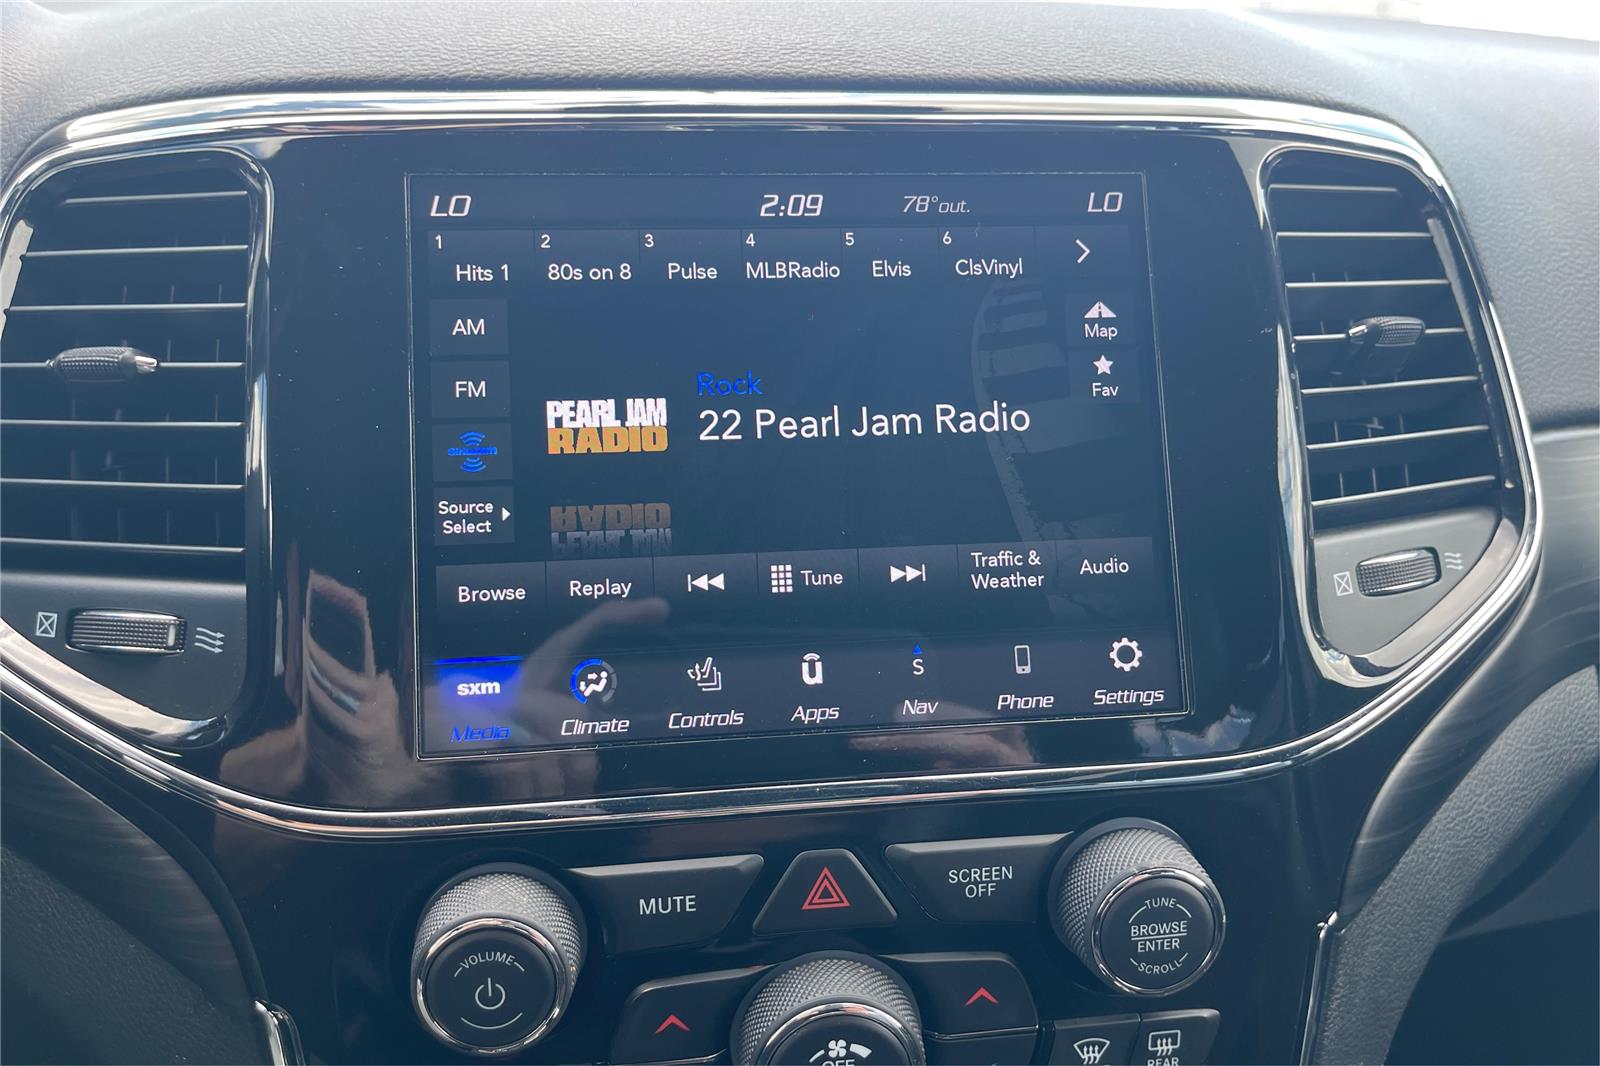 LO 2:09 78°out. LO
1 2 3 4 5 6
Hits 1 80s on 8 Pulse MLBRadio Elvis ClsVinyl
AM
Map
FM
Fav
Rock
22 Pearl Jam Radio
PEARL JAM
RADIO
siriusxm
Source
Select
Browse Replay Tune Traffic &
Weather Audio
sxm S
Media Climate Controls Apps Nav Phone Settings
MUTE
SCREEN
OFF
VOLUME
TUNE
BROWSE
ENTER
SCROLL
OFF
REAR